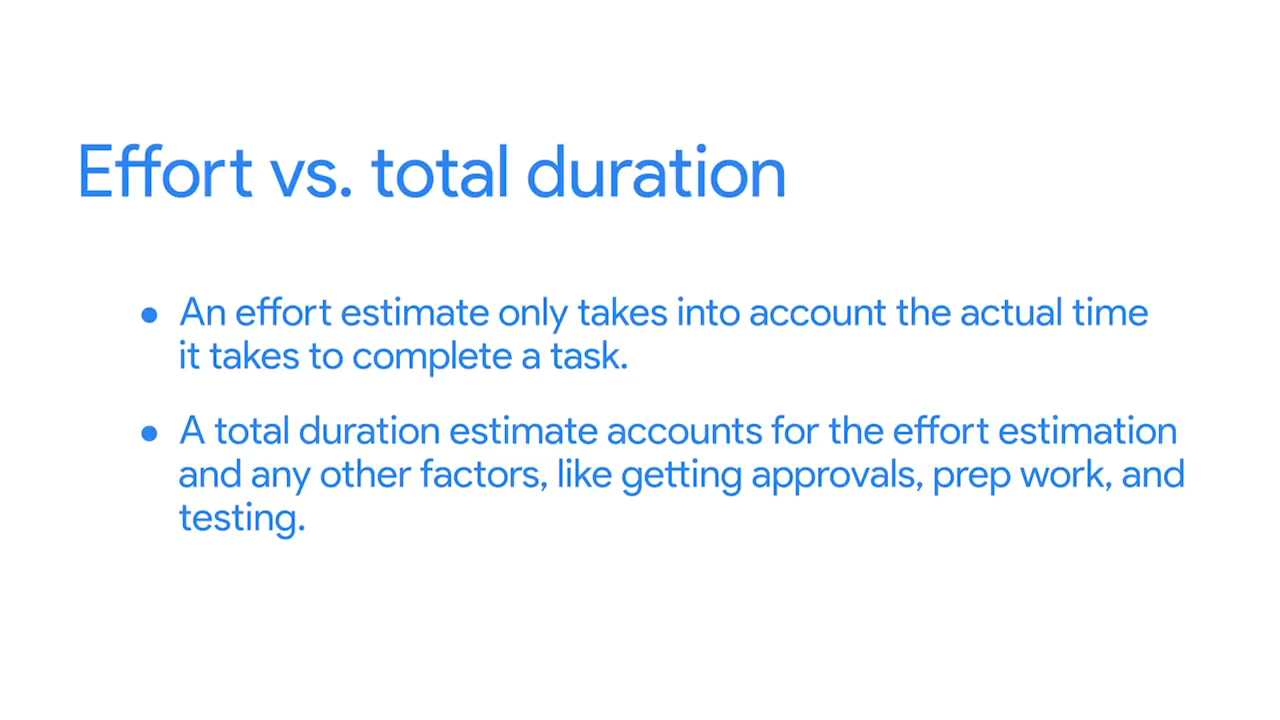 Effort vs. total duration
● An effort estimate only takes into account the actual time
it takes to complete a task.
● A total duration estimate accounts for the effort estimation
and any other factors, like getting approvals, prep work, and
testing.